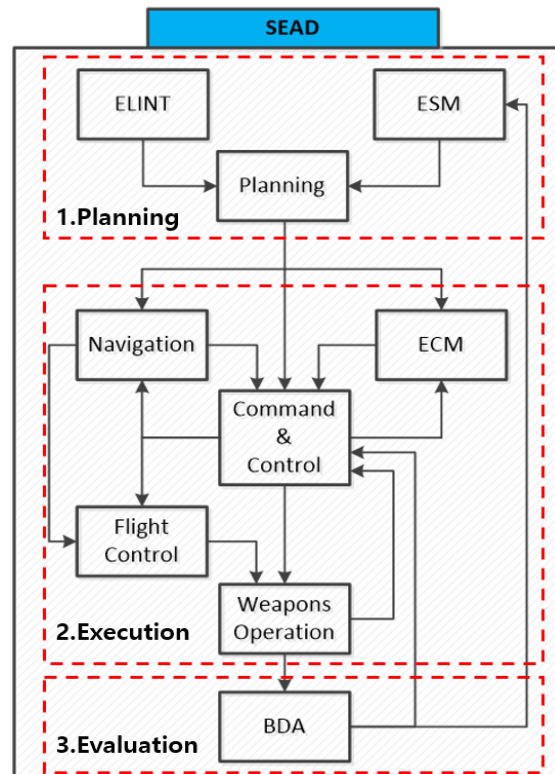 SEAD
ELINT
ESM
Planning
1.Planning
Navigation
ECM
Command
&
Control
Flight
Control
Weapons
Operation
2.Execution
BDA
3.Evaluation